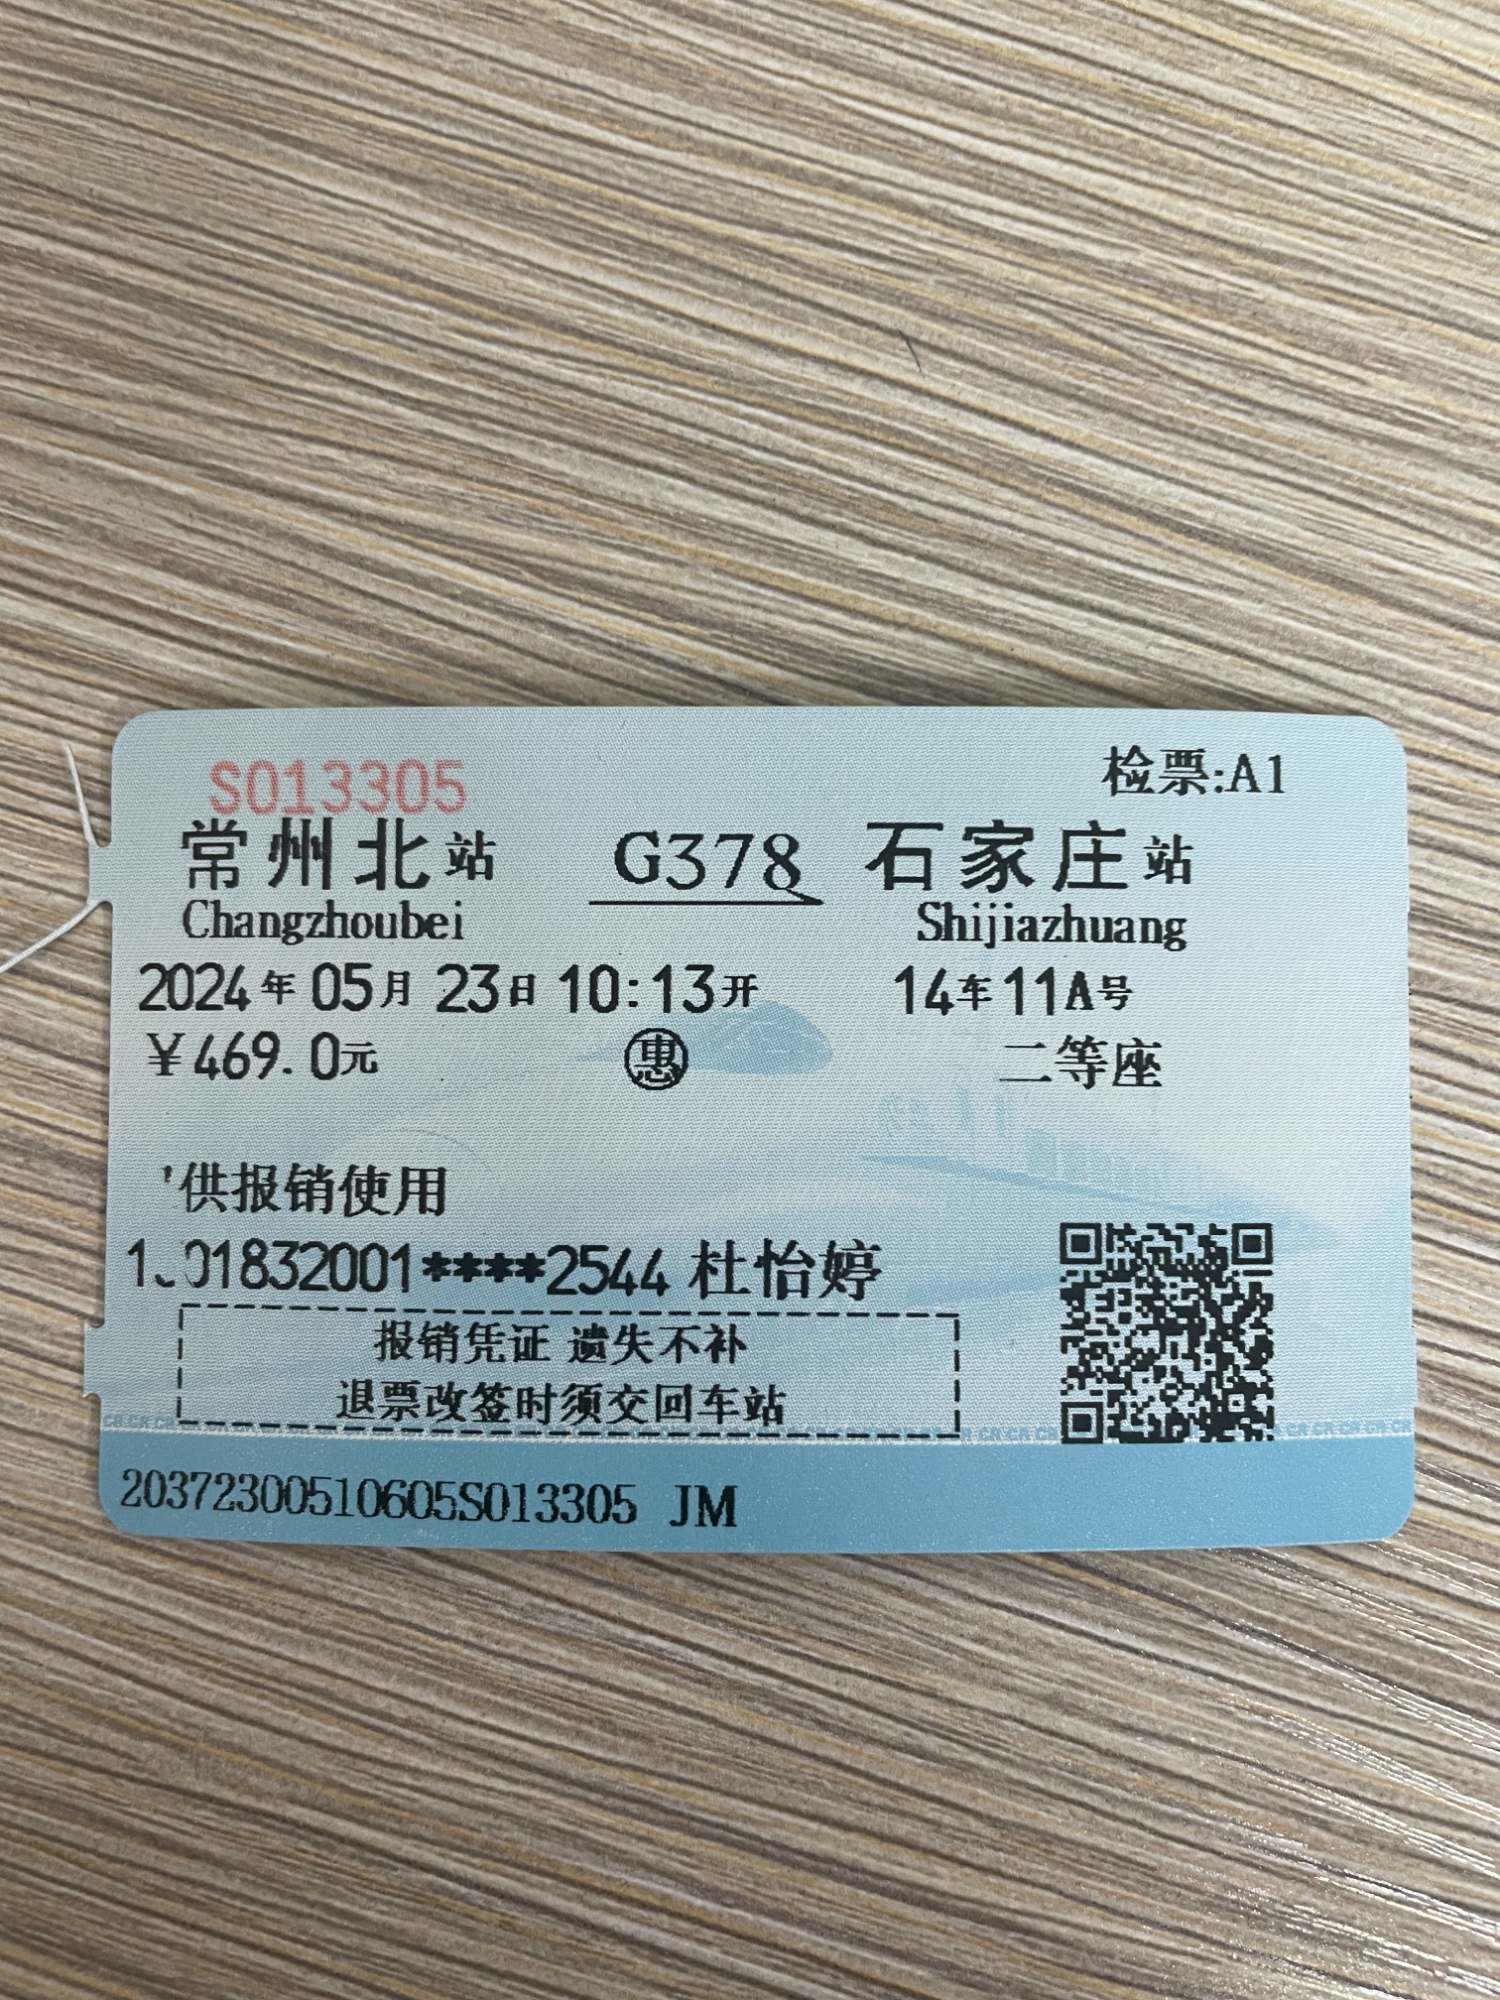 检票:A1
S013305
常州北站 G378 石家庄站
Changzhoubei Shijiazhuang
2024年05月23日10:13开 14车11A号
¥469.0元 惠 二等座
供报销使用
01832001****2544 杜怡婷
报销凭证 遗失不补
退票改签时须交回车站
20372300510605S013305 JM